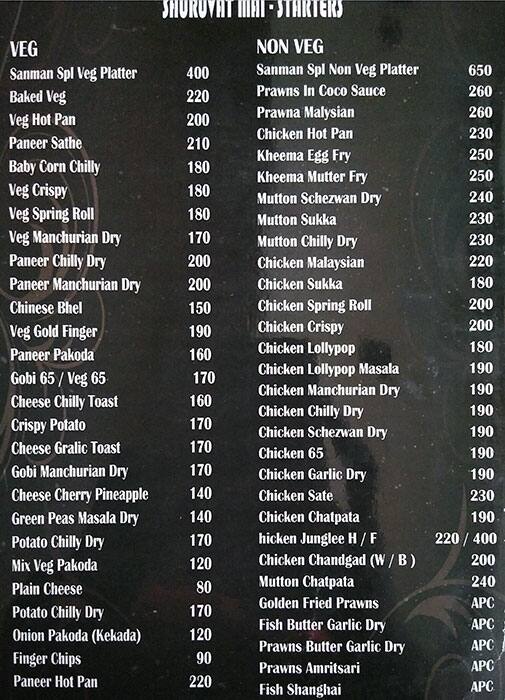 SHURUVAT MAI - STARTERS
VEG
Sanman Spl Veg Platter 400
Baked Veg 220
Veg Hot Pan 200
Paneer Sathe 210
Baby Corn Chilly 180
Veg Crispy 180
Veg Spring Roll 180
Veg Manchurian Dry 170
Paneer Chilly Dry 200
Paneer Manchurian Dry 200
Chinese Bhel 150
Veg Gold Finger 190
Paneer Pakoda 160
Gobi 65 / Veg 65 170
Cheese Chilly Toast 160
Crispy Potato 170
Cheese Gralic Toast 170
Gobi Manchurian Dry 170
Cheese Cherry Pineapple 140
Green Peas Masala Dry 140
Potato Chilly Dry 170
Mix Veg Pakoda 120
Plain Cheese 80
Potato Chilly Dry 170
Onion Pakoda (Kekada) 120
Finger Chips 90
Paneer Hot Pan 220
NON VEG
Sanman Spl Non Veg Platter 650
Prawns In Coco Sauce 260
Prawna Malysian 260
Chicken Hot Pan 230
Kheema Egg Fry 250
Kheema Mutter Fry 250
Mutton Schezwan Dry 240
Mutton Sukka 230
Mutton Chilly Dry 230
Chicken Malaysian 220
Chicken Sukka 180
Chicken Spring Roll 200
Chicken Crispy 200
Chicken Lollypop 180
Chicken Lollypop Masala 190
Chicken Manchurian Dry 190
Chicken Chilly Dry 190
Chicken Schezwan Dry 190
Chicken 65 190
Chicken Garlic Dry 190
Chicken Sate 230
Chicken Chatpata 190
hicken Junglee H / F 220 / 400
Chicken Chandgad (W / B ) 200
Mutton Chatpata 240
Golden Fried Prawns APC
Fish Butter Garlic Dry APC
Prawns Butter Garlic Dry APC
Prawns Amritsari APC
Fish Shanghai APC